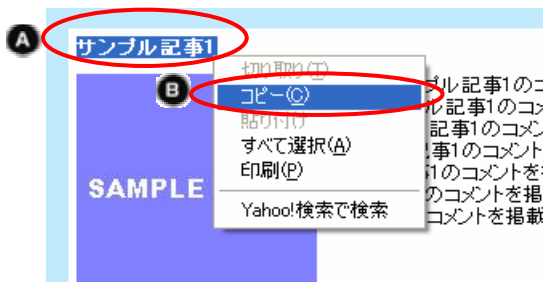 A
サンプル記事1
切り取り(T)
B
コピー(C)
貼り付け(
すべて選択(A)
印刷(P)
Yahoo!検索で検索
SAMPLE
プル記事1のコ
ル記事1のコメ
記事1のコメン
事1のコメント
1のコメントを
のコメントを掲
コメントを掲載